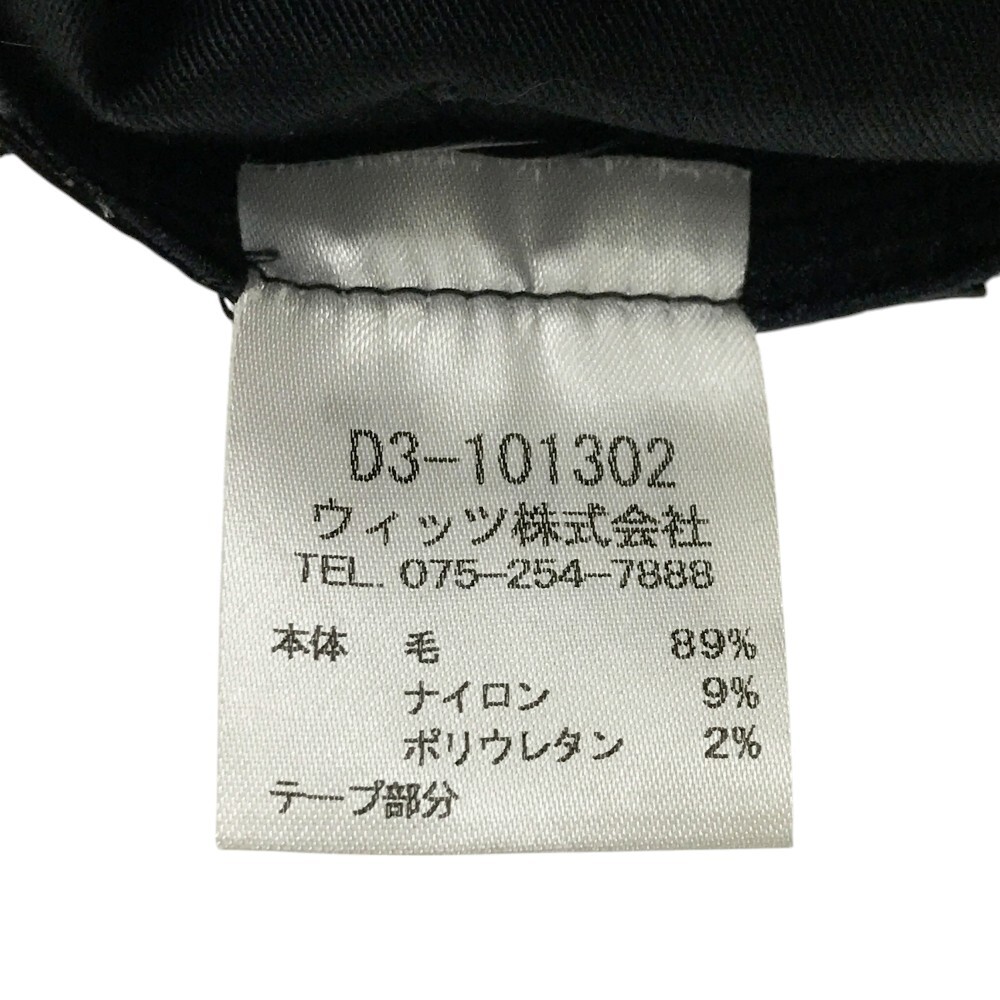 D3-101302
ウィッツ株式会社
TEL. 075-254-7888
本体 毛 89%
ナイロン 9%
ポリウレタン 2%
テープ部分